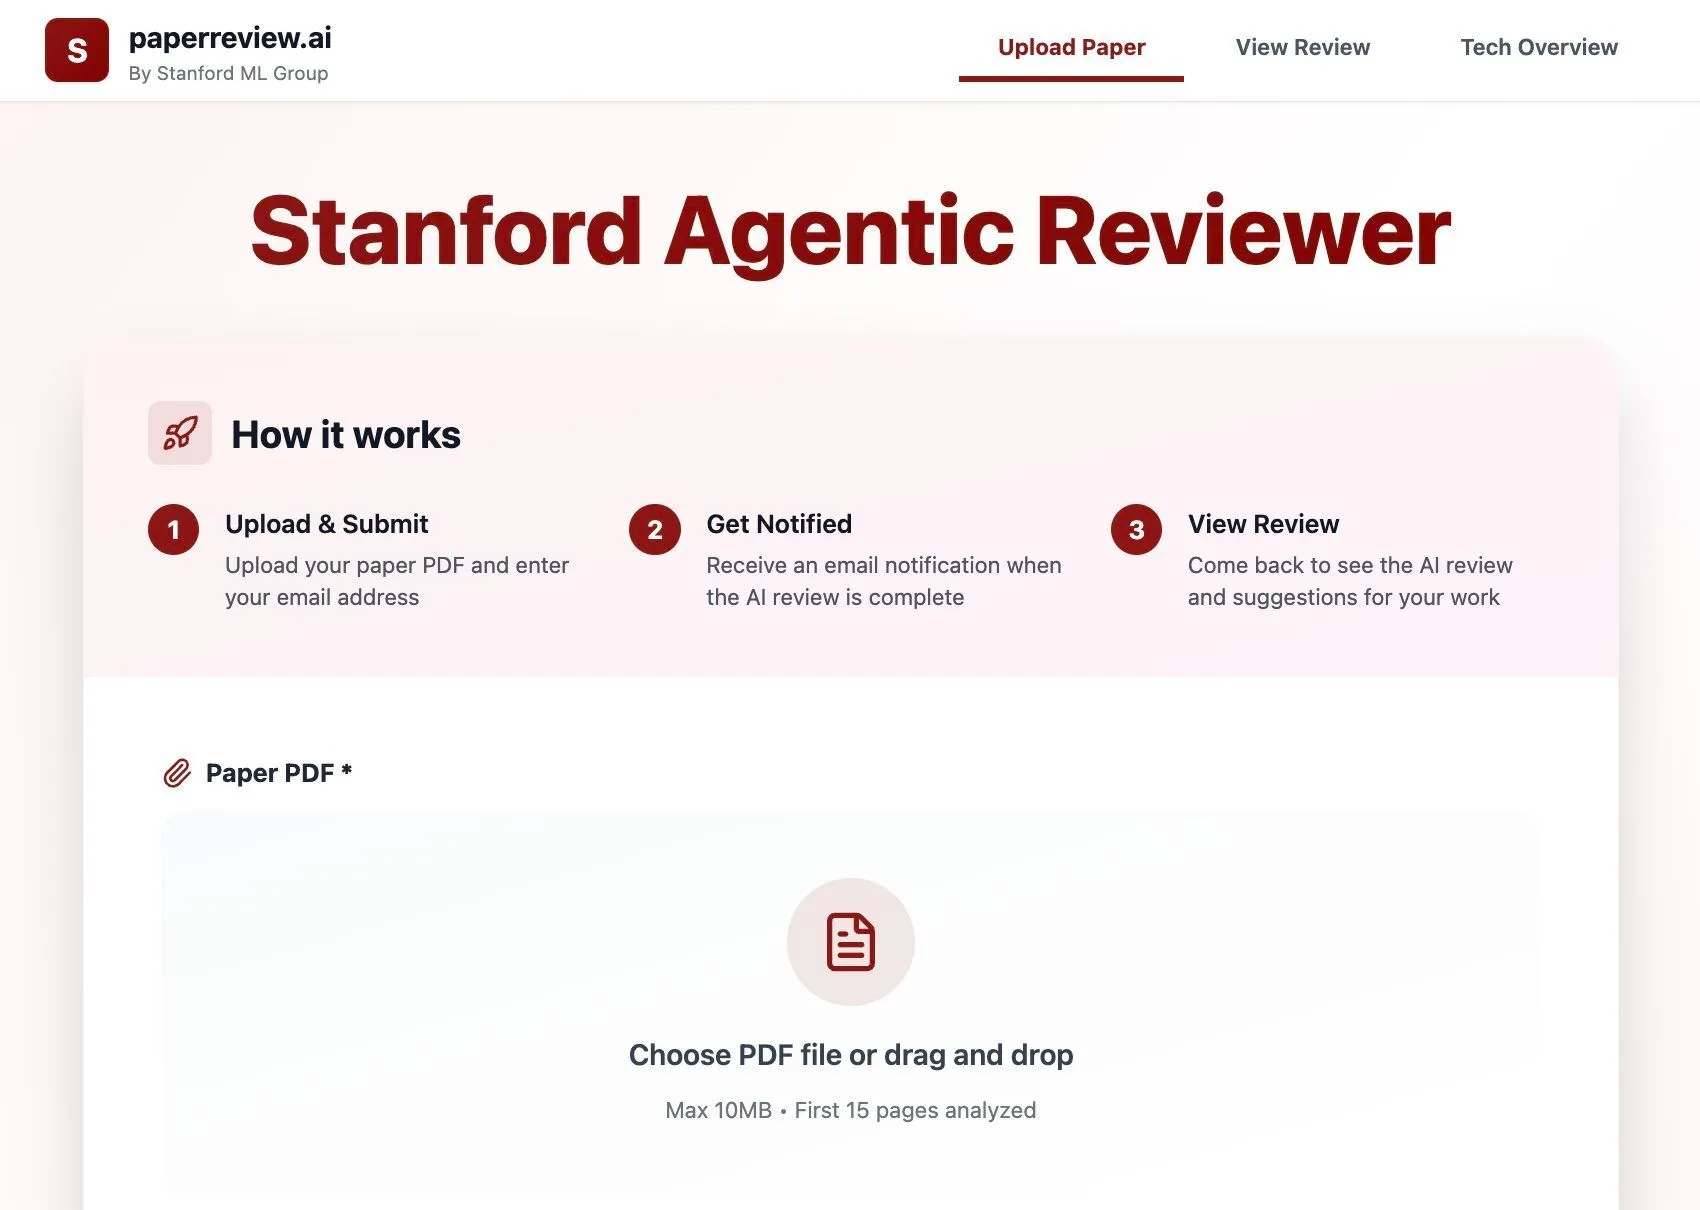 S
paperreview.ai
By Stanford ML Group
Upload Paper
View Review
Tech Overview
Stanford Agentic Reviewer
How it works
1
Upload & Submit
Upload your paper PDF and enter
your email address
2
Get Notified
Receive an email notification when
the AI review is complete
3
View Review
Come back to see the AI review
and suggestions for your work
Paper PDF *
Choose PDF file or drag and drop
Max 10MB • First 15 pages analyzed